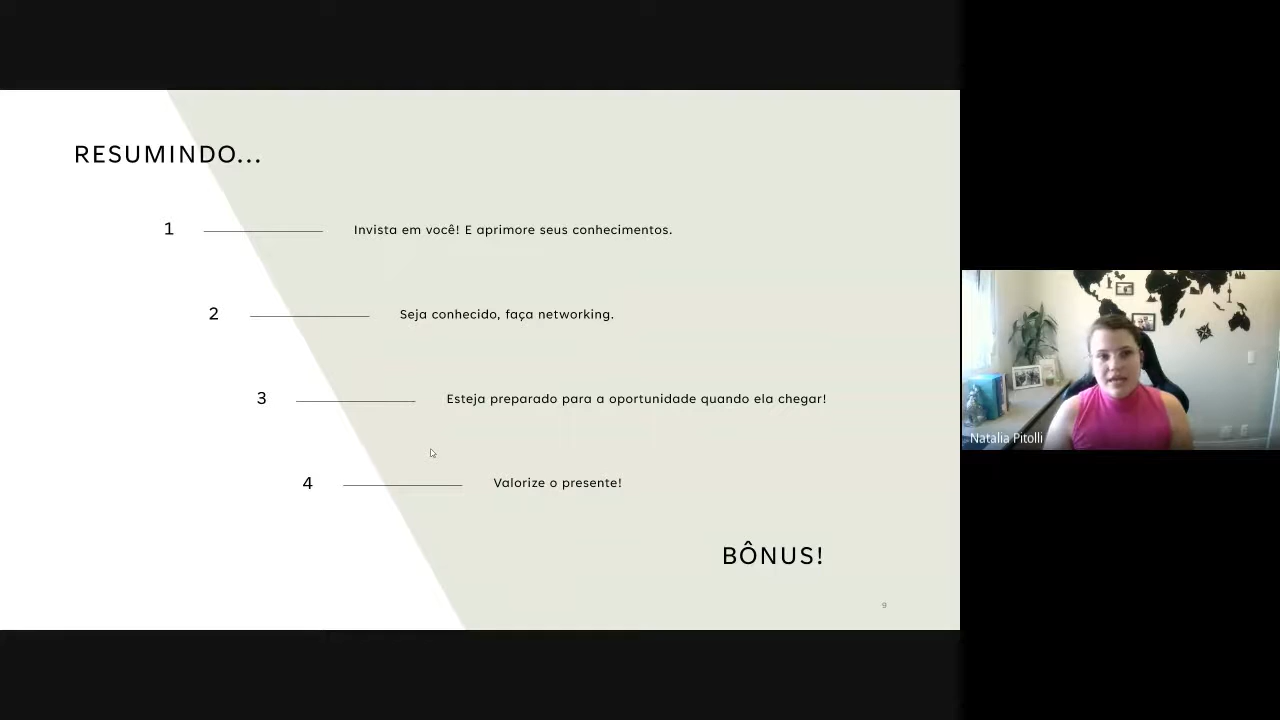 RESUMINDO...
1 Invista em você! E aprimore seus conhecimentos.
2 Seja conhecido, faça networking.
3 Esteja preparado para a oportunidade quando ela chegar!
4 Valorize o presente!
BÔNUS!
9
Natalia Pitolli